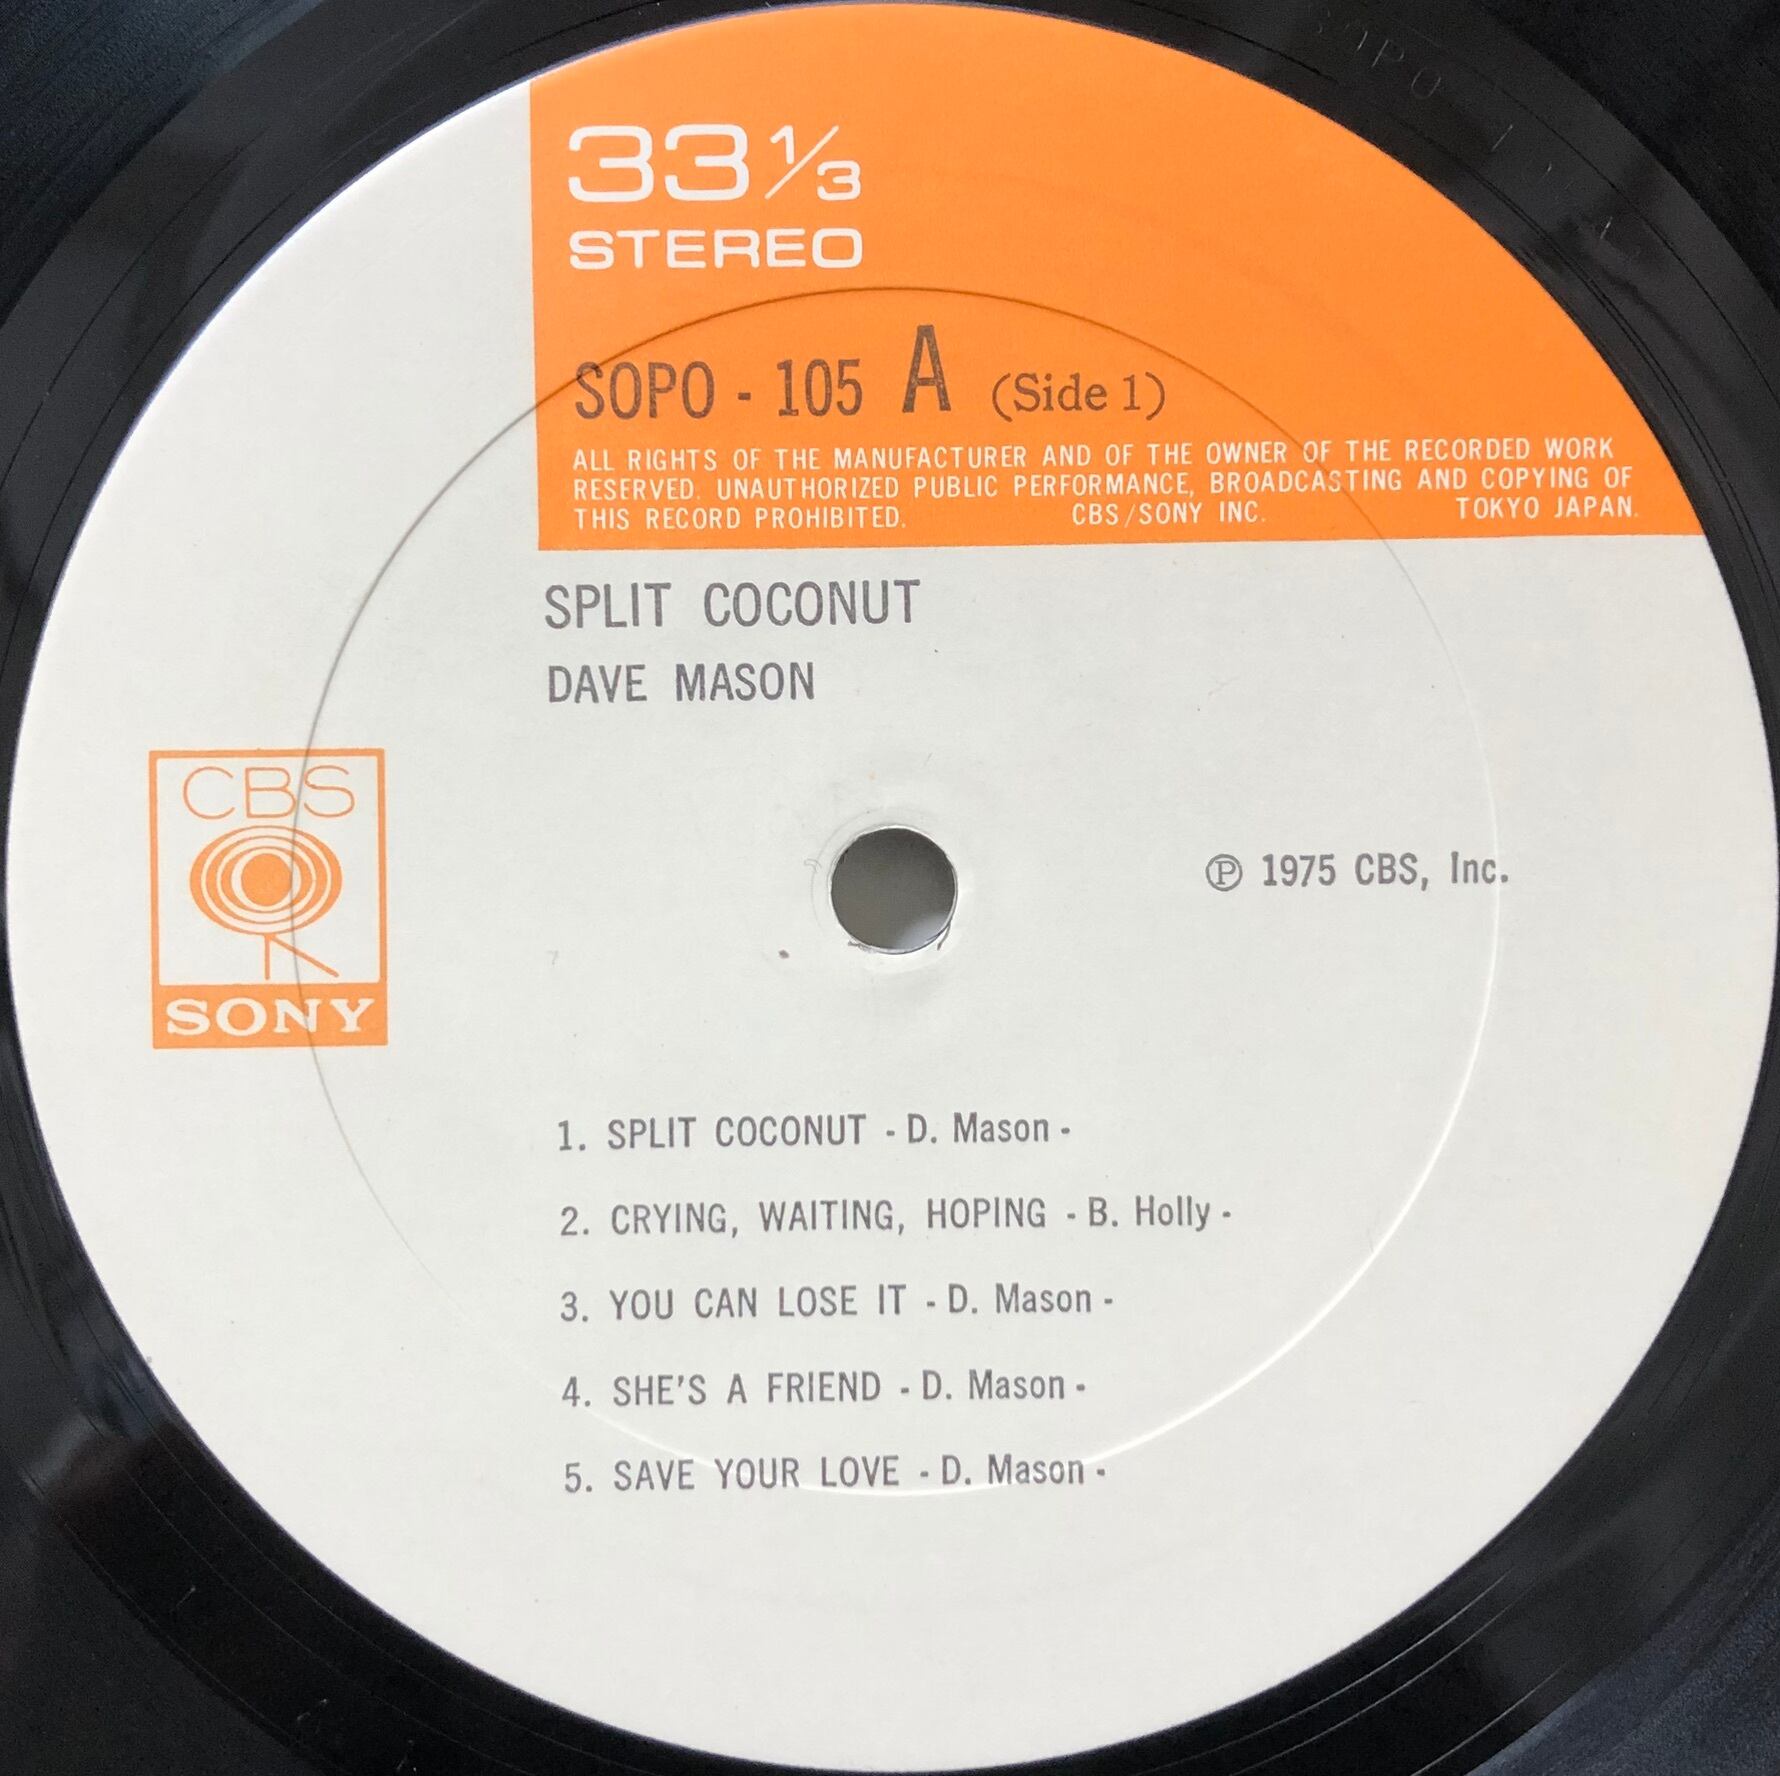 33 1/3
STEREO
SOPO - 105 A (Side 1)
ALL RIGHTS OF THE MANUFACTURER AND OF THE OWNER OF THE RECORDED WORK
RESERVED. UNAUTHORIZED PUBLIC PERFORMANCE, BROADCASTING AND COPYING OF
THIS RECORD PROHIBITED. CBS/SONY INC. TOKYO JAPAN.
SPLIT COCONUT
DAVE MASON
CBS
SONY
℗ 1975 CBS, Inc.
1. SPLIT COCONUT - D. Mason -
2. CRYING, WAITING, HOPING - B. Holly -
3. YOU CAN LOSE IT - D. Mason -
4. SHE'S A FRIEND - D. Mason -
5. SAVE YOUR LOVE - D. Mason -